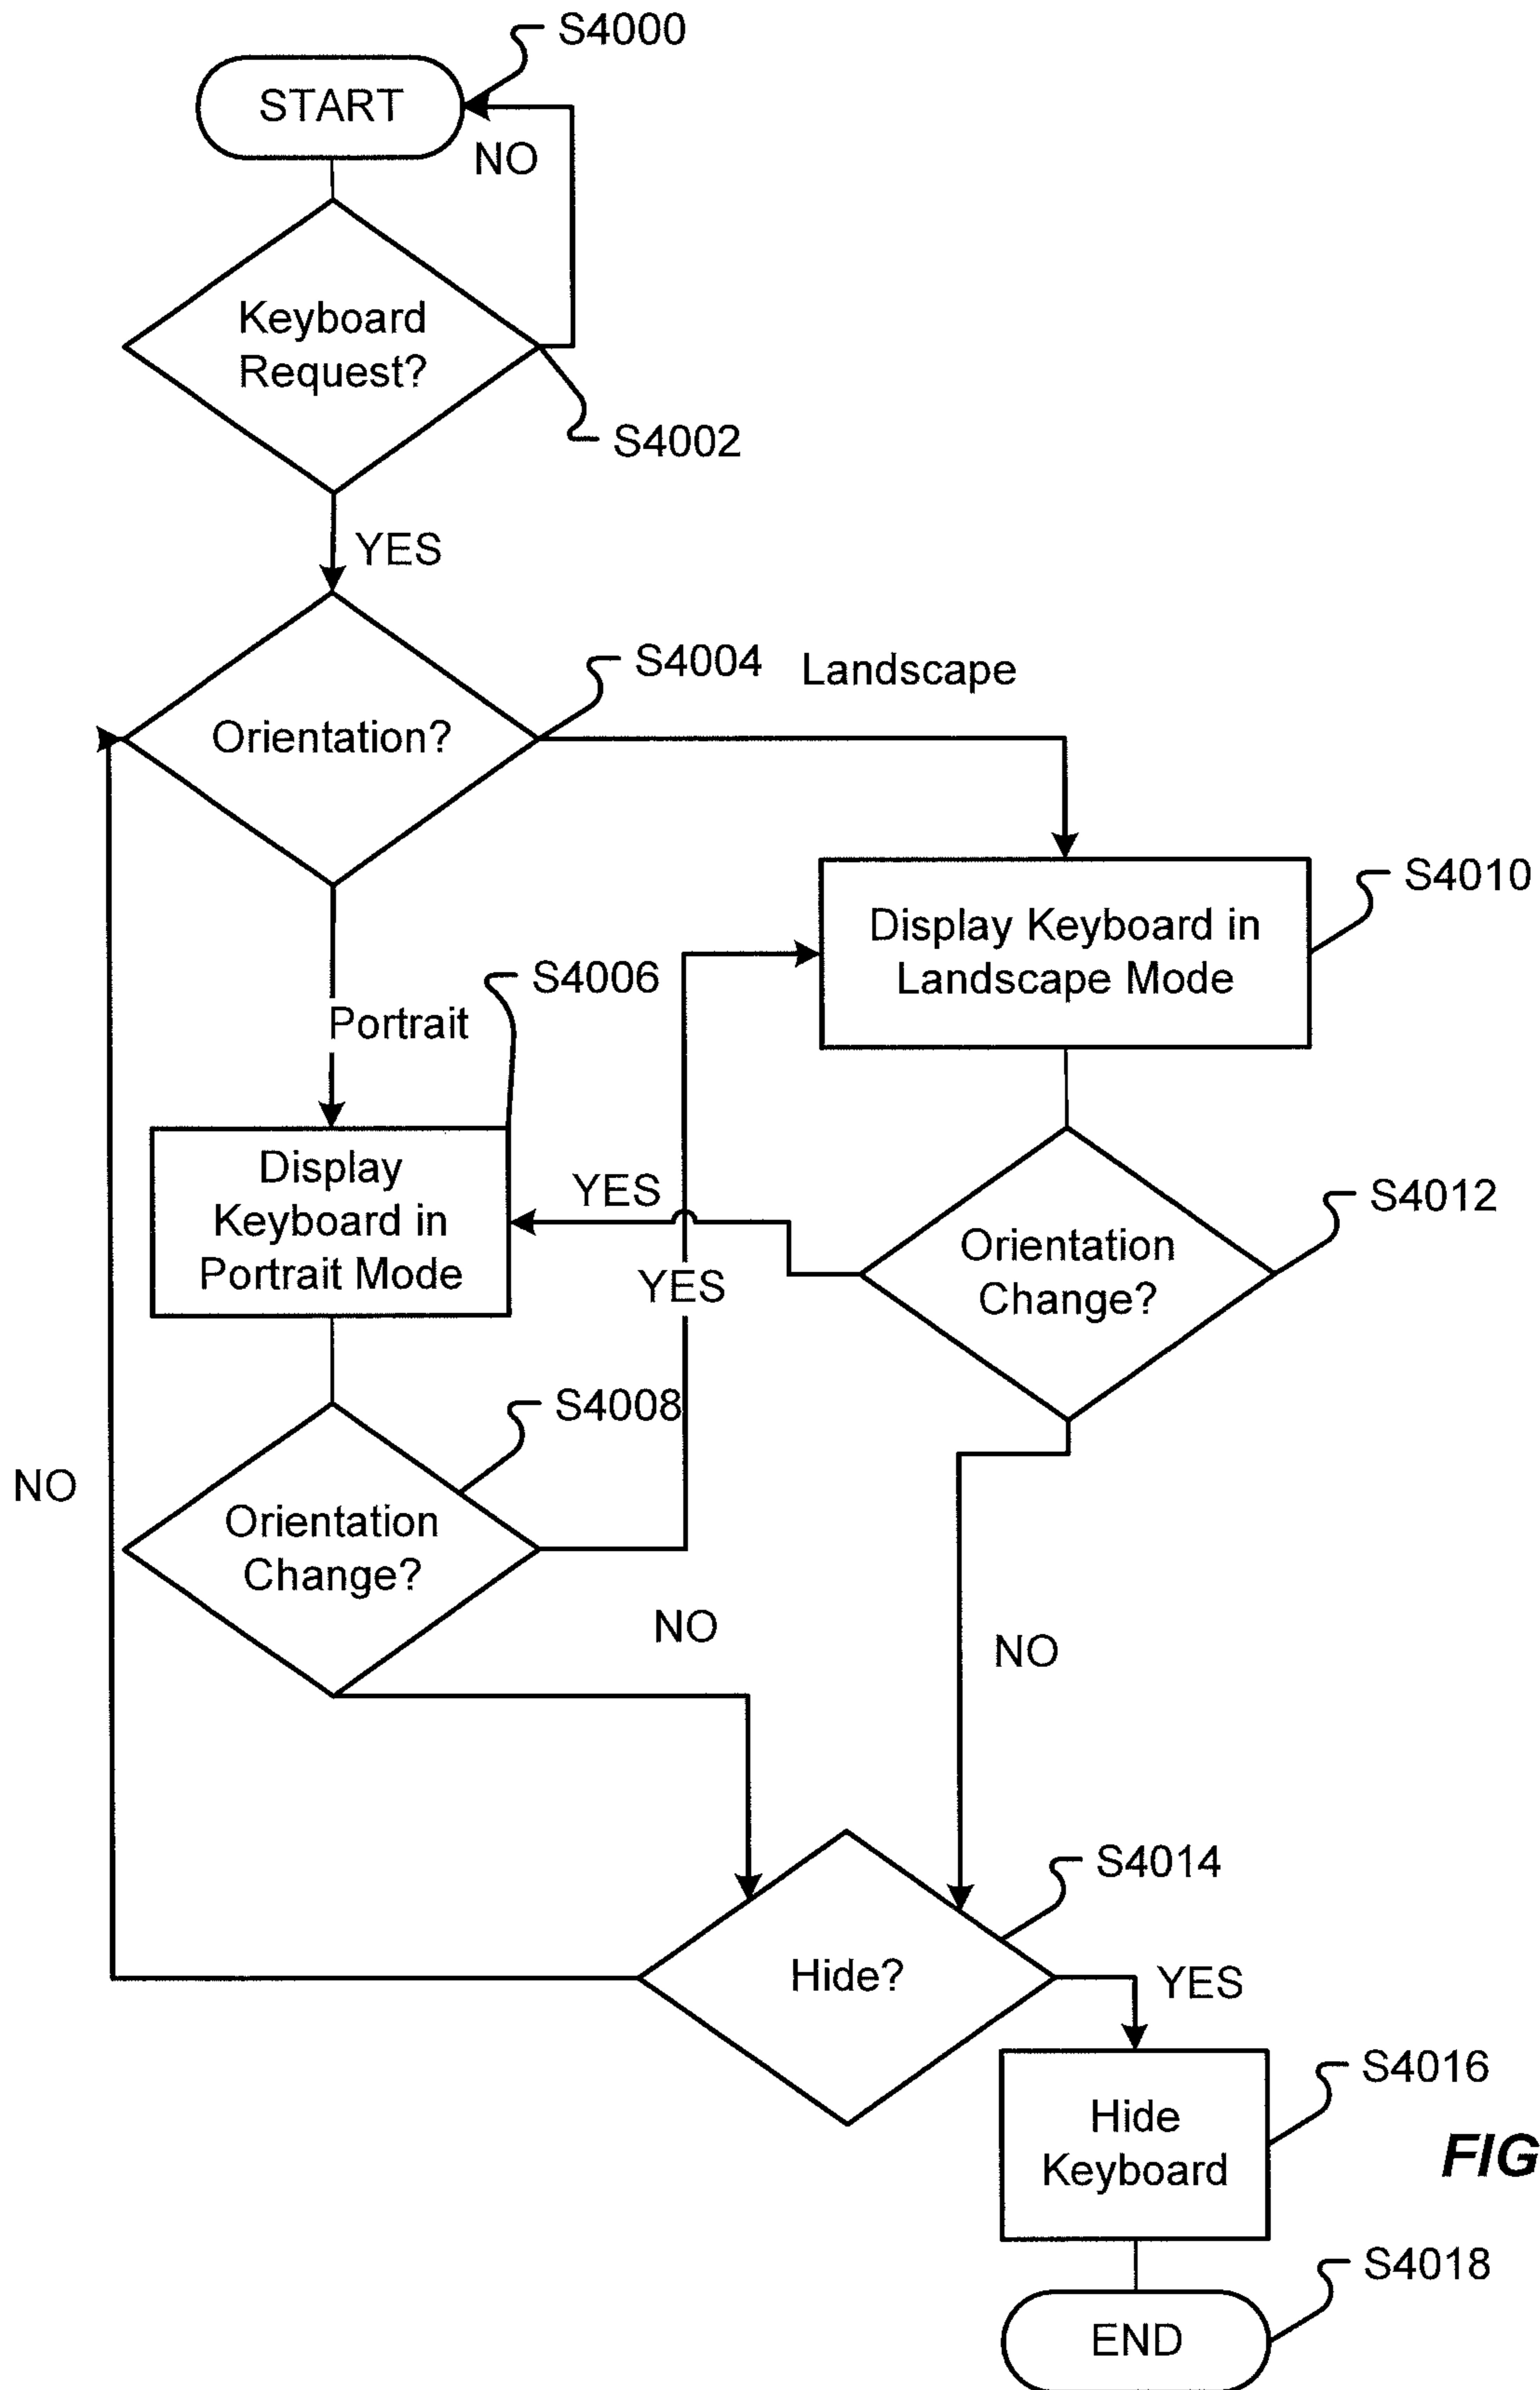 S4000
START
NO
Keyboard
Request?
S4002
YES
S4004
Landscape
Orientation?
S4010
Display Keyboard in
Landscape Mode
S4006
Portrait
Display
Keyboard in
Portrait Mode
YES
S4012
Orientation
Change?
YES
S4008
NO
Orientation
Change?
NO
NO
S4014
Hide?
YES
S4016
Hide
Keyboard
FIG
S4018
END